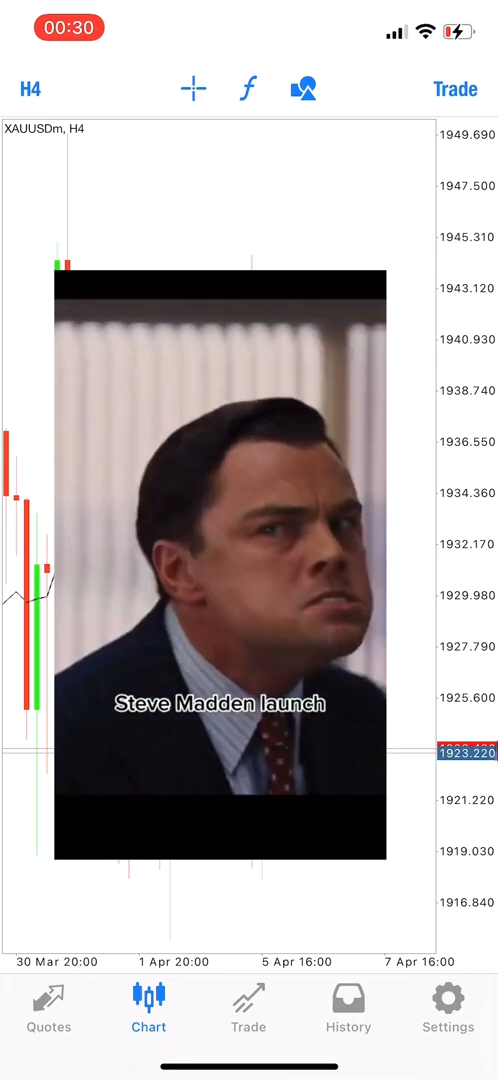 00:30
H4
f
Trade
XAUUSDm, H4
1949.690
1947.500
1945.310
1943.120
1940.930
1938.740
1936.550
1934.360
1932.170
1929.980
1927.790
1925.600
1923.220
1921.220
1919.030
1916.840
Steve Madden launch
30 Mar 20:00
1 Apr 20:00
5 Apr 16:00
7 Apr 16:00
Quotes
Chart
Trade
History
Settings